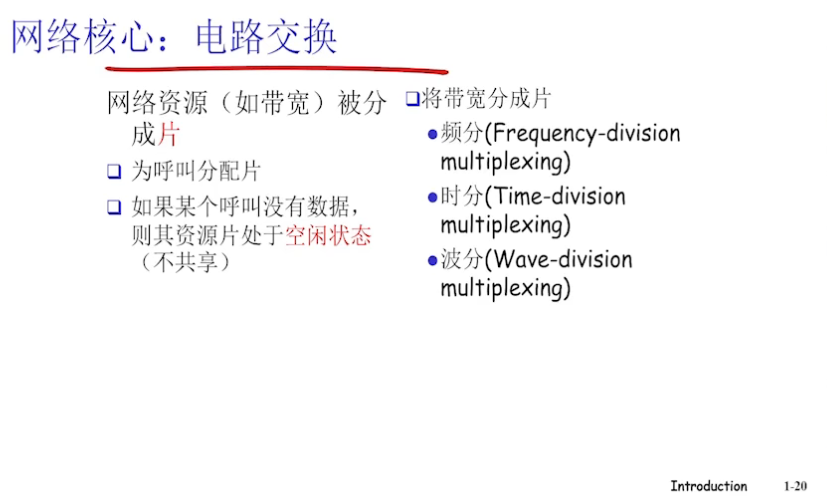 网络核心：电路交换
网络资源（如带宽）被分
成片
为呼叫分配片
如果某个呼叫没有数据，
则其资源片处于空闲状态
（不共享）
将带宽分成片
频分(Frequency-division
multiplexing)
时分(Time-division
multiplexing)
波分(Wave-division
multiplexing)
Introduction 1-20